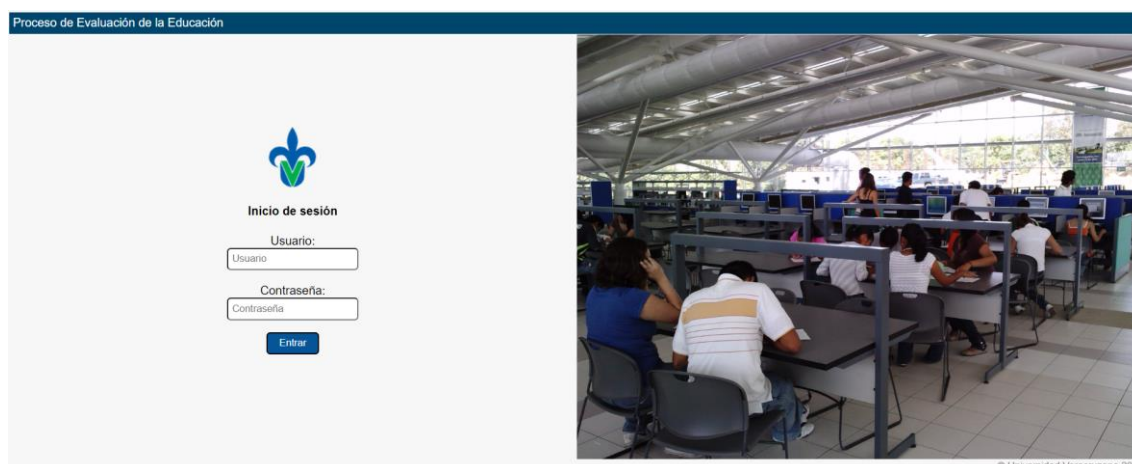 Proceso de Evaluación de la Educación
Inicio de sesión
Usuario:
Usuario
Contraseña:
Contraseña
Entrar